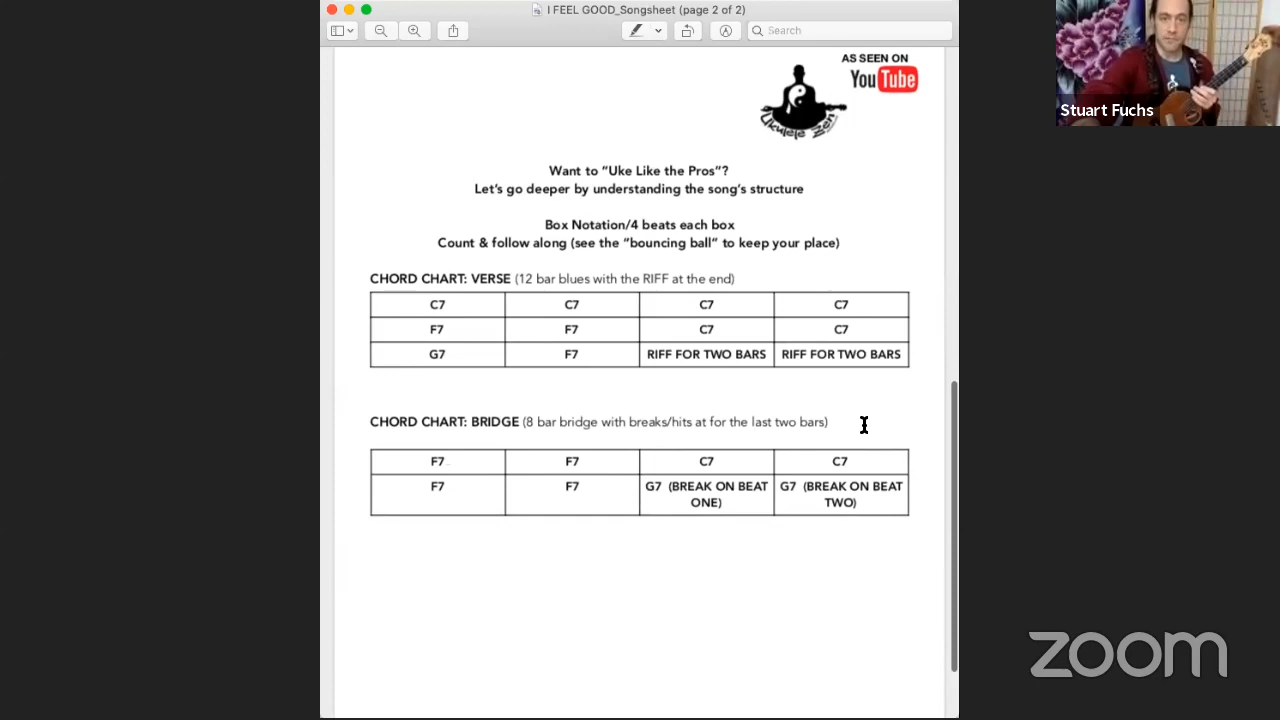 I FEEL GOOD_Songsheet (page 2 of 2)
Search
AS SEEN ON
YouTube
Ukulele Zen
Stuart Fuchs
Want to “Uke Like the Pros”?
Let’s go deeper by understanding the song’s structure
Box Notation/4 beats each box
Count & follow along (see the “bouncing ball” to keep your place)
CHORD CHART: VERSE (12 bar blues with the RIFF at the end)
C7 C7 C7 C7
F7 F7 C7 C7
G7 F7 RIFF FOR TWO BARS RIFF FOR TWO BARS
CHORD CHART: BRIDGE (8 bar bridge with breaks/hits at for the last two bars)
F7 F7 C7 C7
F7 F7 G7 (BREAK ON BEAT ONE) G7 (BREAK ON BEAT TWO)
zoom